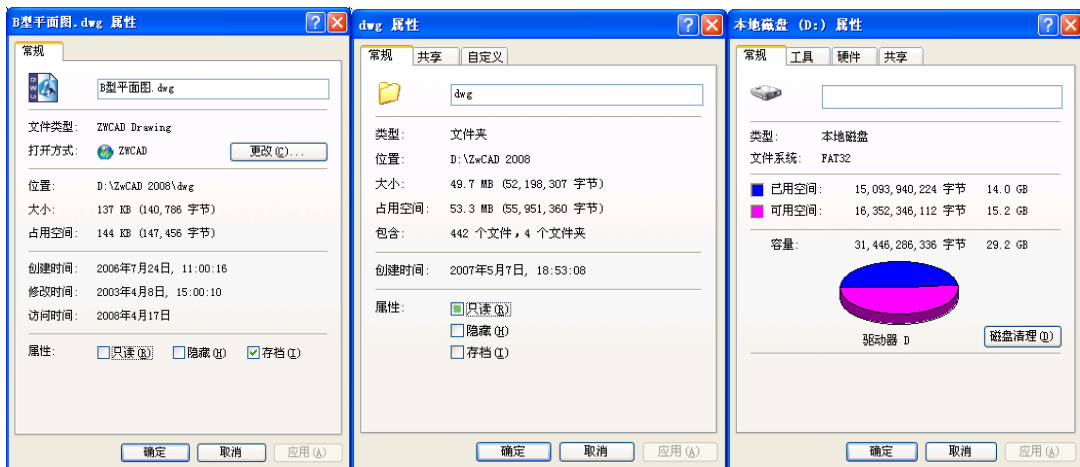 B型平面图.dwg 属性
常规
B型平面图.dwg
文件类型: ZWCAD Drawing
打开方式: ZWCAD 更改(C)...
位置: D:\ZwCAD 2008\dwg
大小: 137 KB (140,786 字节)
占用空间: 144 KB (147,456 字节)
创建时间: 2006年7月24日, 11:00:16
修改时间: 2003年4月8日, 15:00:10
访问时间: 2008年4月17日
属性: 只读(R) 隐藏(H) 存档(I)
确定 取消 应用(A)
dwg 属性
常规 共享 自定义
dwg
类型: 文件夹
位置: D:\ZwCAD 2008
大小: 49.7 MB (52,198,307 字节)
占用空间: 53.3 MB (55,951,360 字节)
包含: 442 个文件，4 个文件夹
创建时间: 2007年5月7日, 18:53:08
属性: 只读(R)
隐藏(H)
存档(I)
确定 取消 应用(A)
本地磁盘 (D:) 属性
常规 工具 硬件 共享
类型: 本地磁盘
文件系统: FAT32
已用空间: 15,093,940,224 字节 14.0 GB
可用空间: 16,352,346,112 字节 15.2 GB
容量: 31,446,286,336 字节 29.2 GB
驱动器 D 磁盘清理(D)
确定 取消 应用(A)